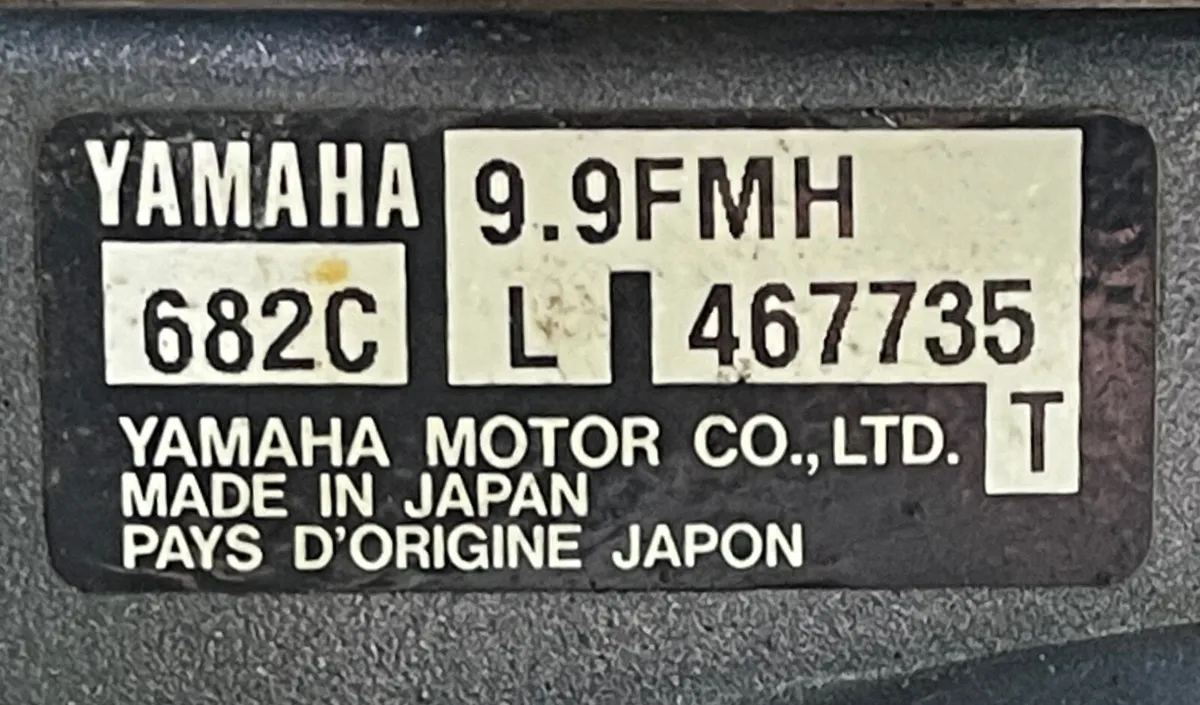 YAMAHA 9.9FMH
682C L 467735
T
YAMAHA MOTOR CO.,LTD.
MADE IN JAPAN
PAYS D'ORIGINE JAPON